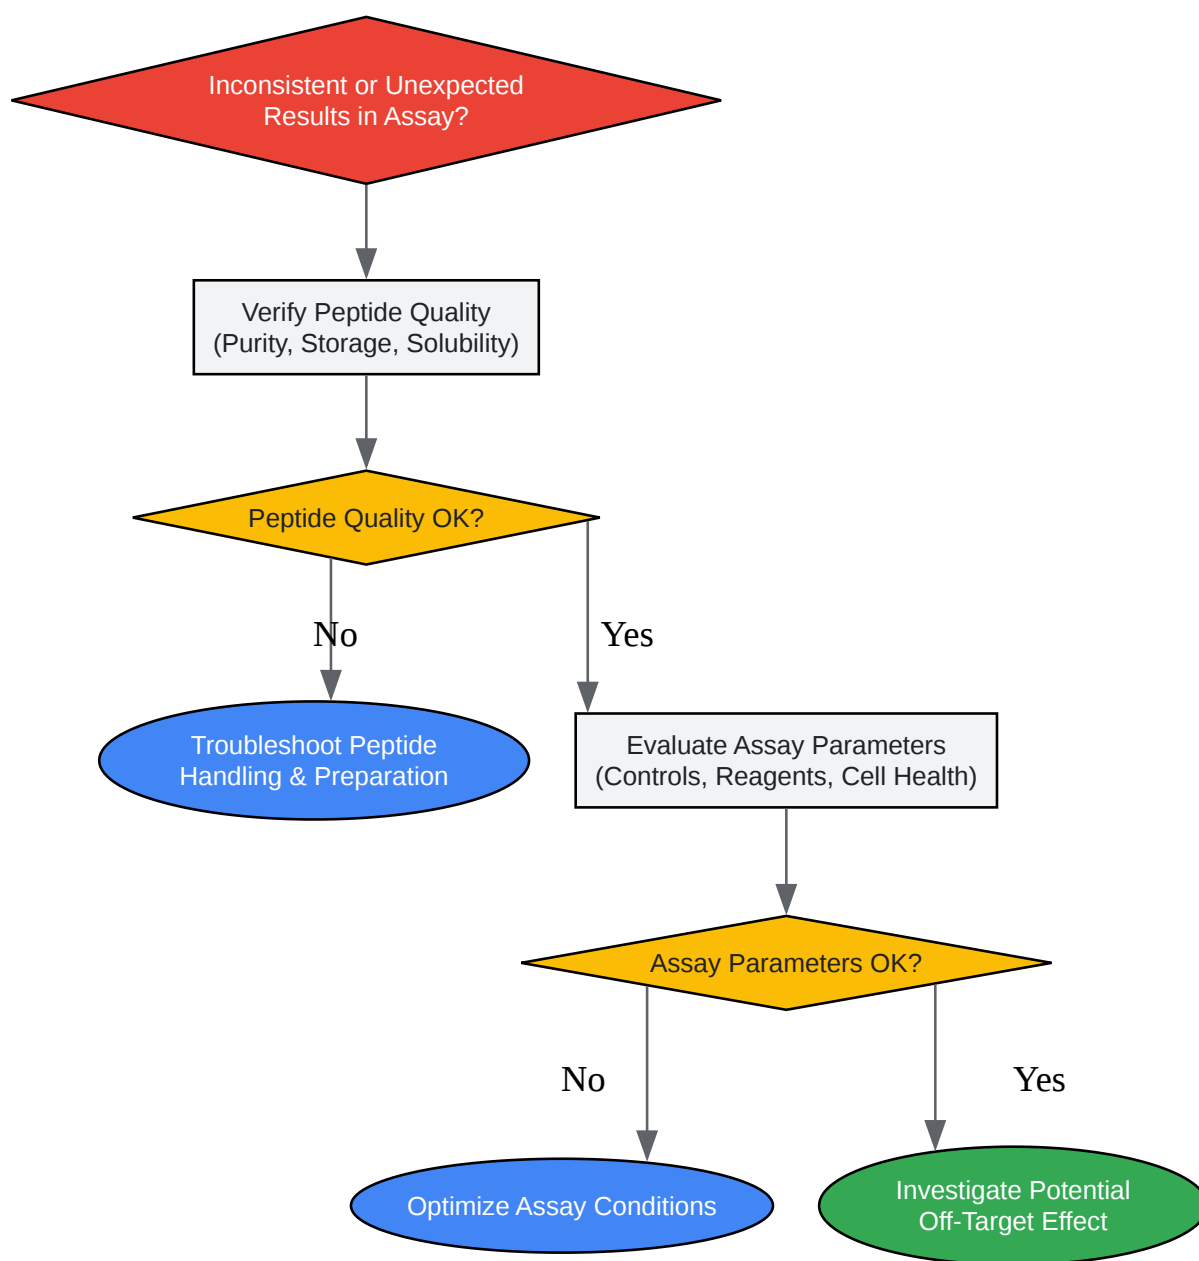 Inconsistent or Unexpected
Results in Assay?
Verify Peptide Quality
(Purity, Storage, Solubility)
Peptide Quality OK?
No
Yes
Troubleshoot Peptide
Handling & Preparation
Evaluate Assay Parameters
(Controls, Reagents, Cell Health)
Assay Parameters OK?
No
Yes
Optimize Assay Conditions
Investigate Potential
Off-Target Effect